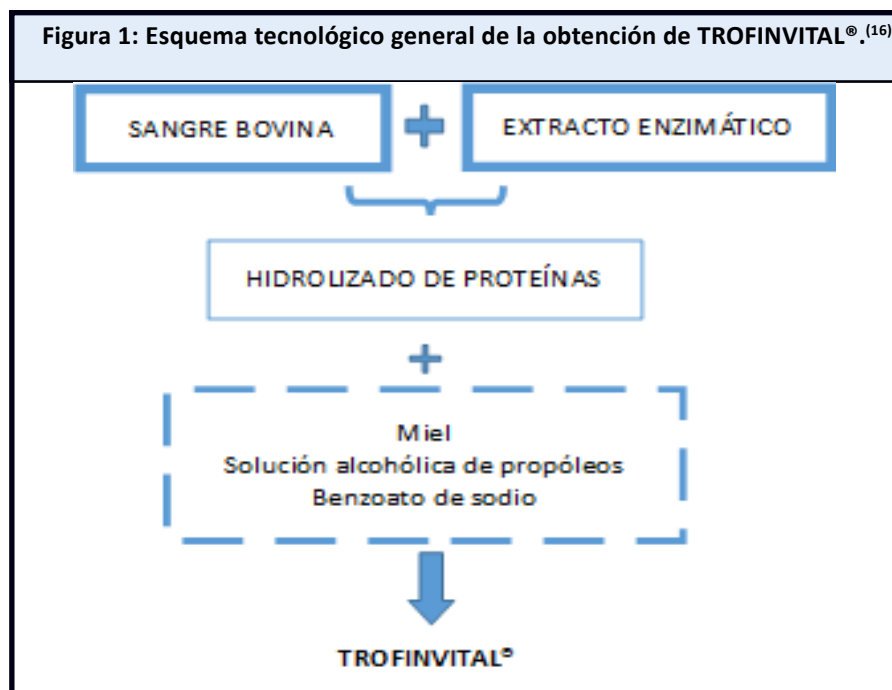 Figura 1: Esquema tecnológico general de la obtención de TROFINVITAL®.(16)
SANGRE BOVINA + EXTRACTO ENZIMÁTICO
HIDROLIZADO DE PROTEÍNAS
+
Miel
Solución alcohólica de propóleos
Benzoato de sodio
TROFINVITAL®